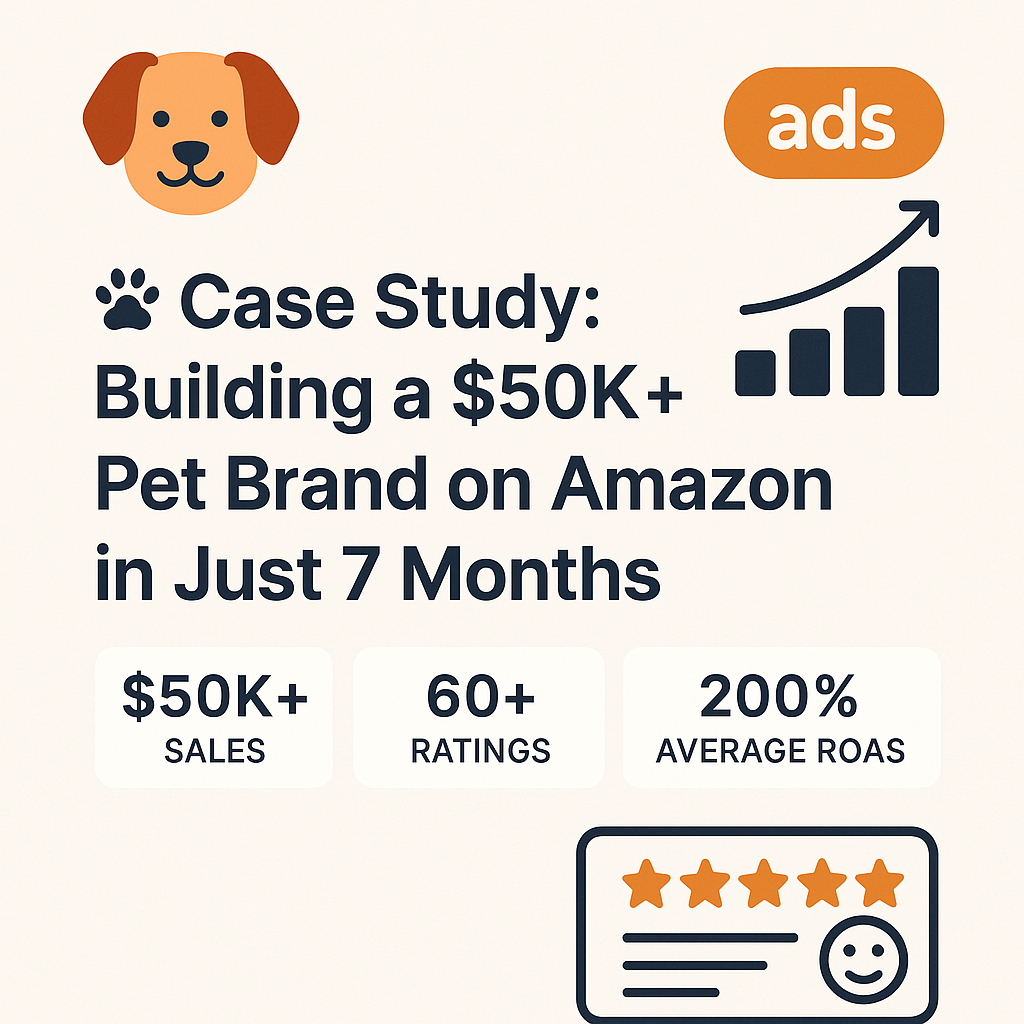 ads
Case Study:
Building a $50K+
Pet Brand on Amazon
in Just 7 Months
$50K+
SALES
60+
RATINGS
200%
AVERAGE ROAS